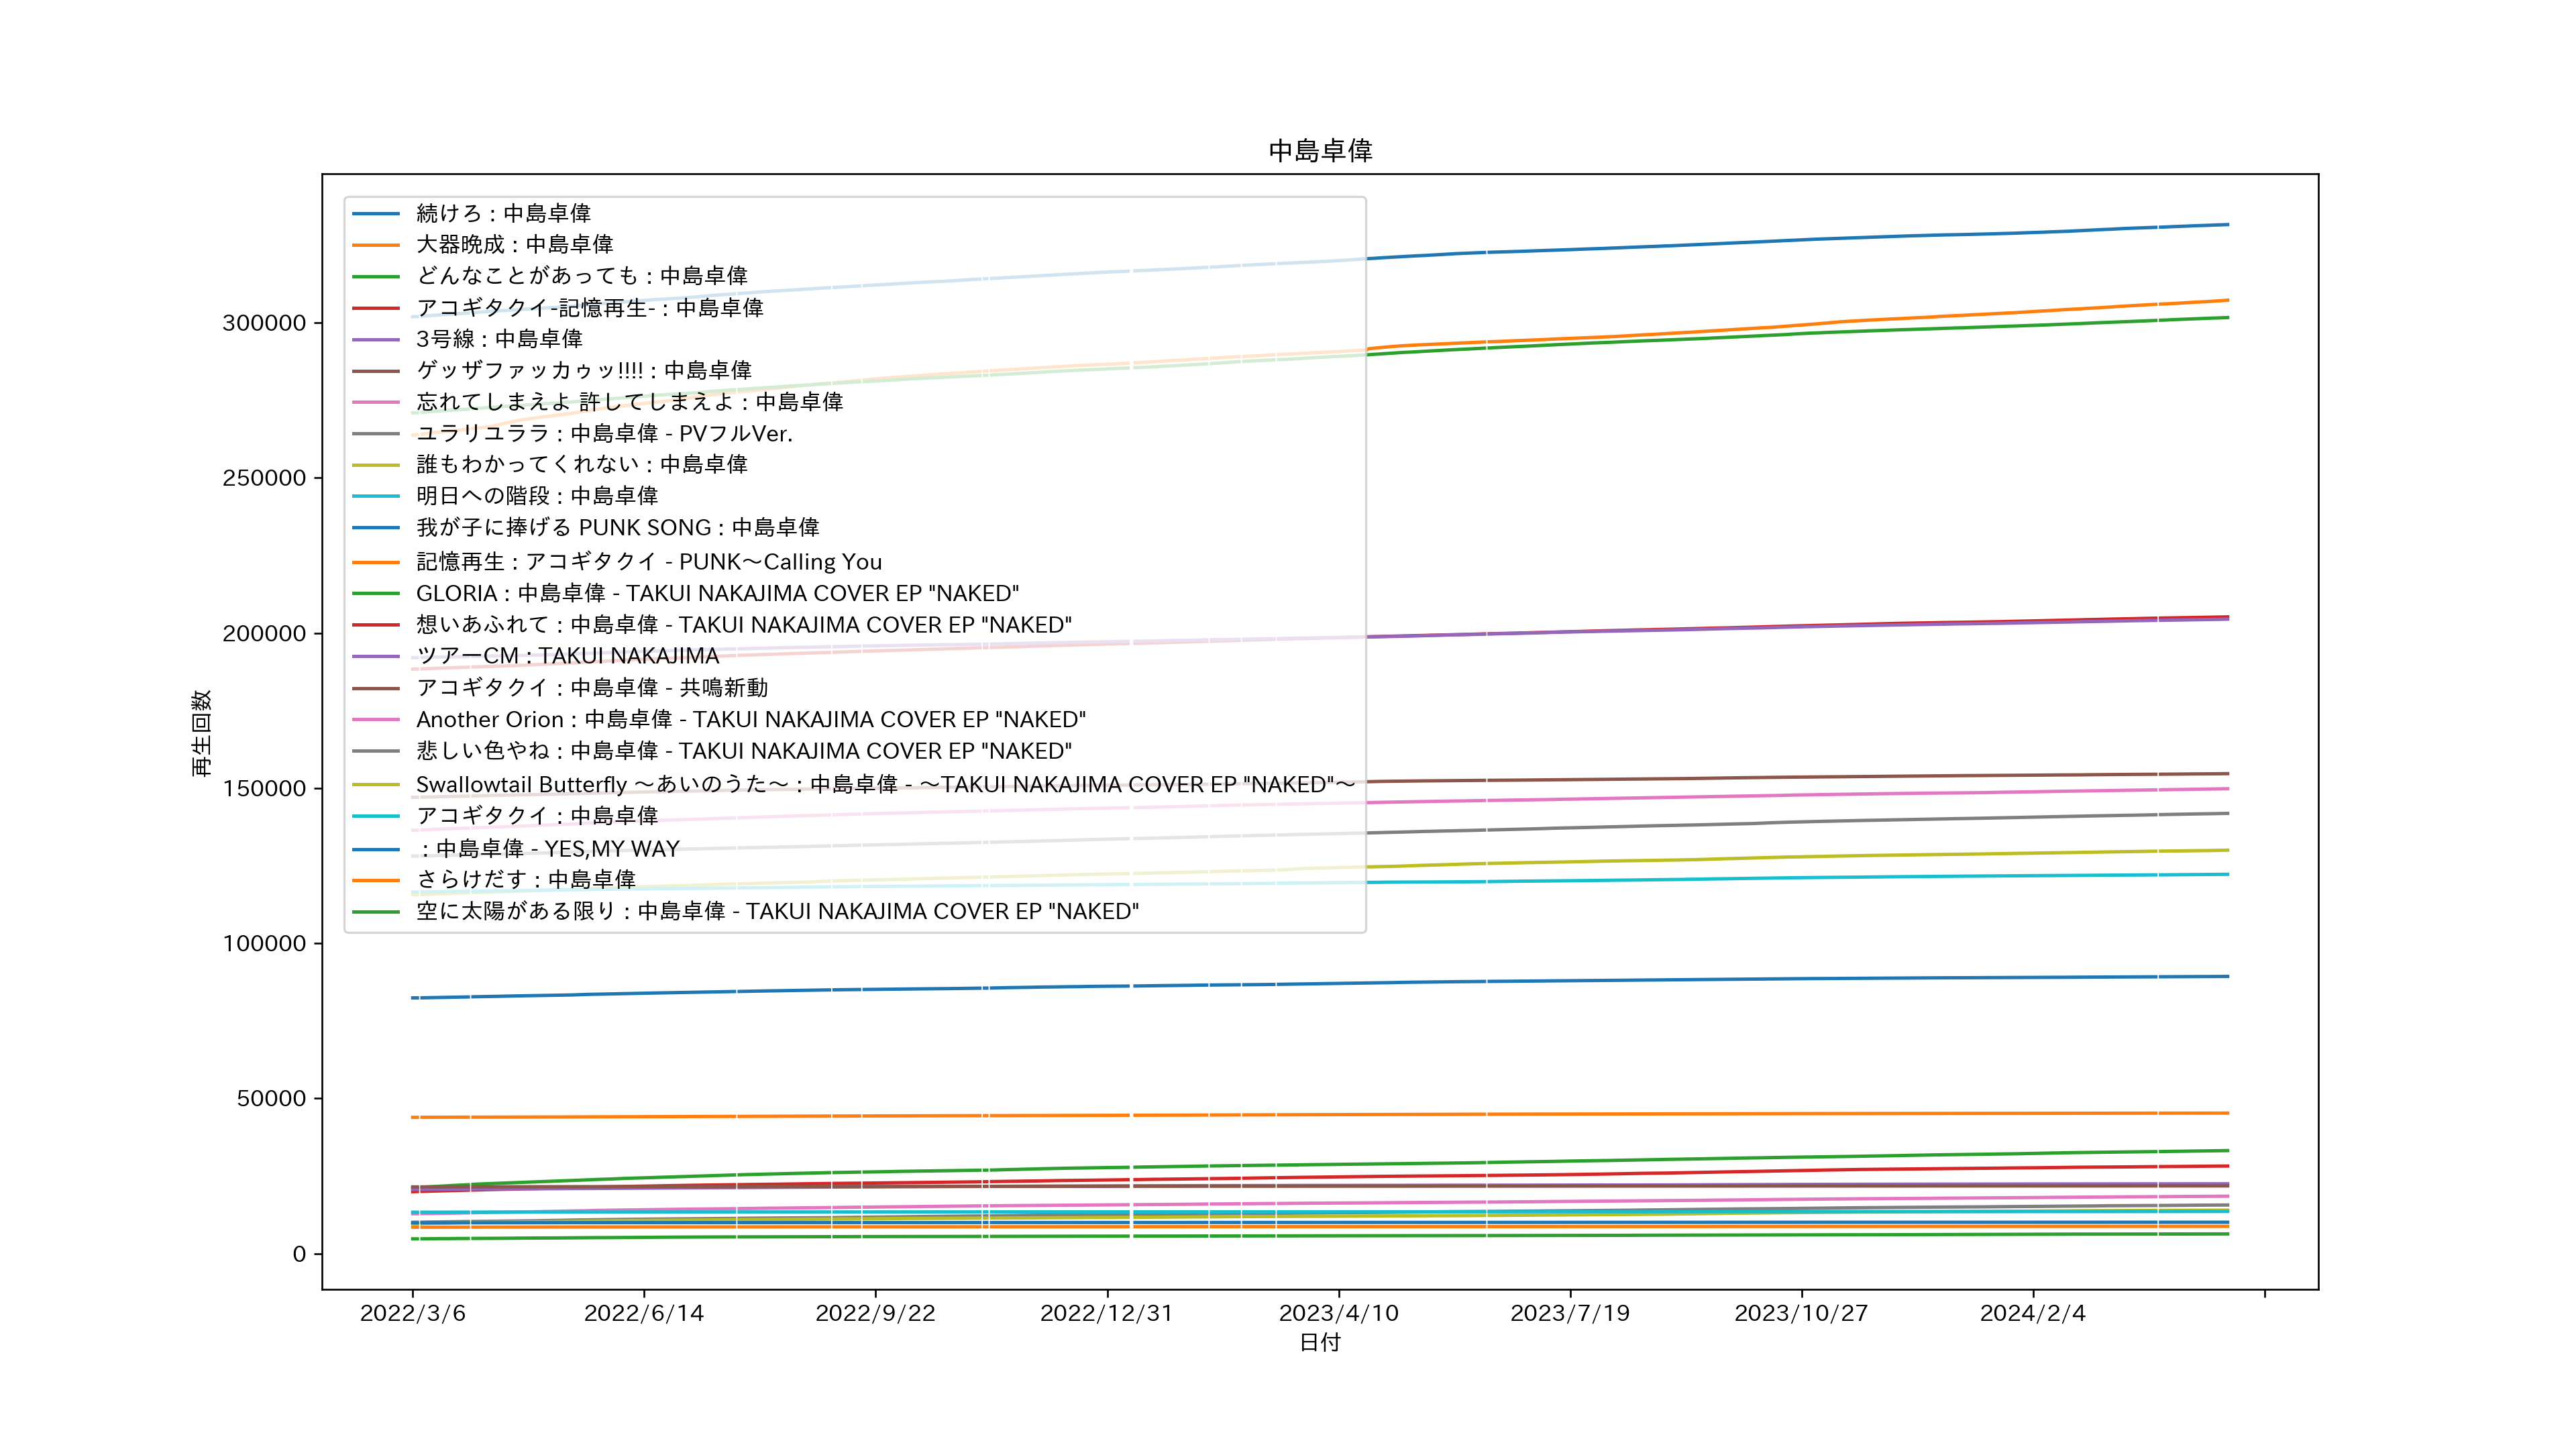 中島卓偉
続けろ : 中島卓偉
大器晩成 : 中島卓偉
どんなことがあっても : 中島卓偉
アコギタクイ-記憶再生- : 中島卓偉
3号線 : 中島卓偉
ゲッザファッカゥッ!!!! : 中島卓偉
忘れてしまえよ 許してしまえよ : 中島卓偉
ユラリユララ : 中島卓偉 - PVフルVer.
誰もわかってくれない : 中島卓偉
明日への階段 : 中島卓偉
我が子に捧げる PUNK SONG : 中島卓偉
記憶再生 : アコギタクイ - PUNK〜Calling You
GLORIA : 中島卓偉 - TAKUI NAKAJIMA COVER EP "NAKED"
想いあふれて : 中島卓偉 - TAKUI NAKAJIMA COVER EP "NAKED"
ツアーCM : TAKUI NAKAJIMA
アコギタクイ : 中島卓偉 - 共鳴新動
Another Orion : 中島卓偉 - TAKUI NAKAJIMA COVER EP "NAKED"
悲しい色やね : 中島卓偉 - TAKUI NAKAJIMA COVER EP "NAKED"
Swallowtail Butterfly 〜あいのうた〜 : 中島卓偉 - 〜TAKUI NAKAJIMA COVER EP "NAKED"〜
アコギタクイ : 中島卓偉
: 中島卓偉 - YES,MY WAY
さらけだす : 中島卓偉
空に太陽がある限り : 中島卓偉 - TAKUI NAKAJIMA COVER EP "NAKED"
300000
250000
200000
150000
100000
50000
0
再生回数
2022/3/6
2022/6/14
2022/9/22
2022/12/31
2023/4/10
2023/7/19
2023/10/27
2024/2/4
日付